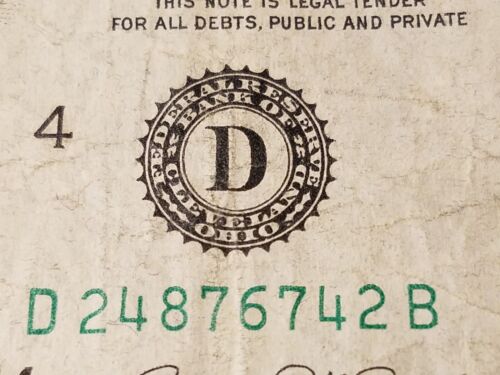 THIS NOTE IS LEGAL TENDER
FOR ALL DEBTS, PUBLIC AND PRIVATE
4
FEDERAL RESERVE
BANK OF
D
CLEVELAND
OHIO
D 24876742 B